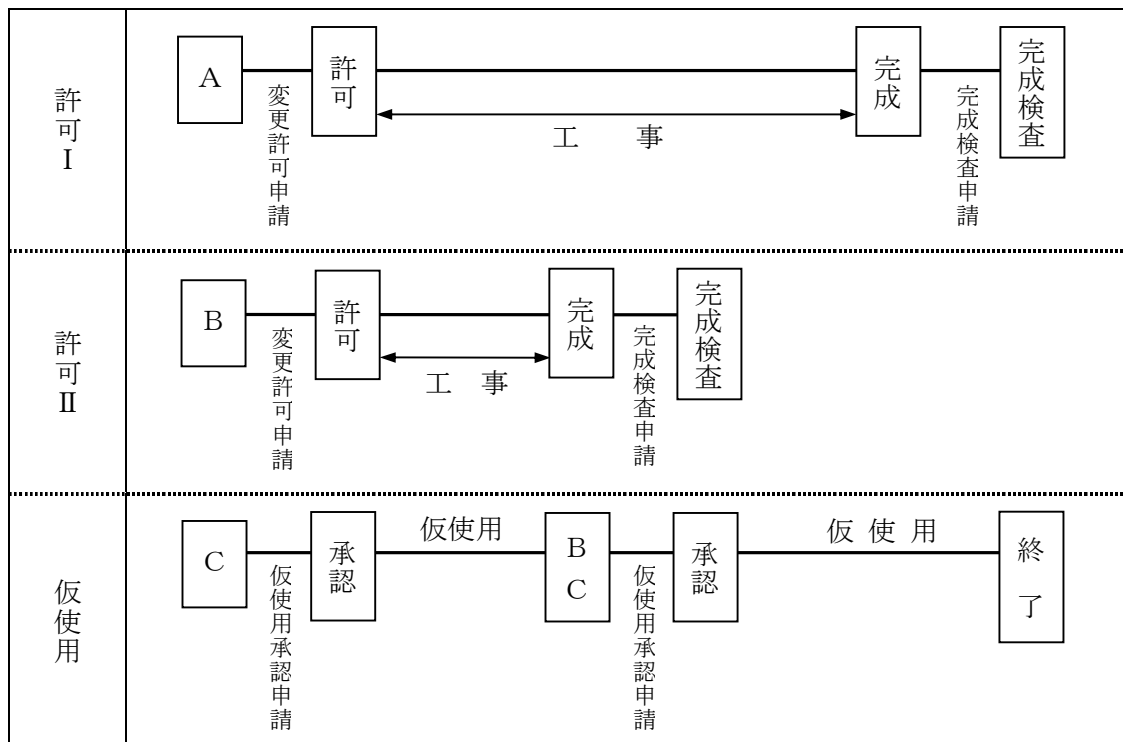 許可Ⅰ
A
変更許可申請
許可
工 事
完成
完成検査申請
完成検査
許可Ⅱ
B
変更許可申請
許可
工 事
完成
完成検査申請
完成検査
仮使用
C
仮使用承認申請
承認
仮使用
B
C
仮使用承認申請
承認
仮 使 用
終了